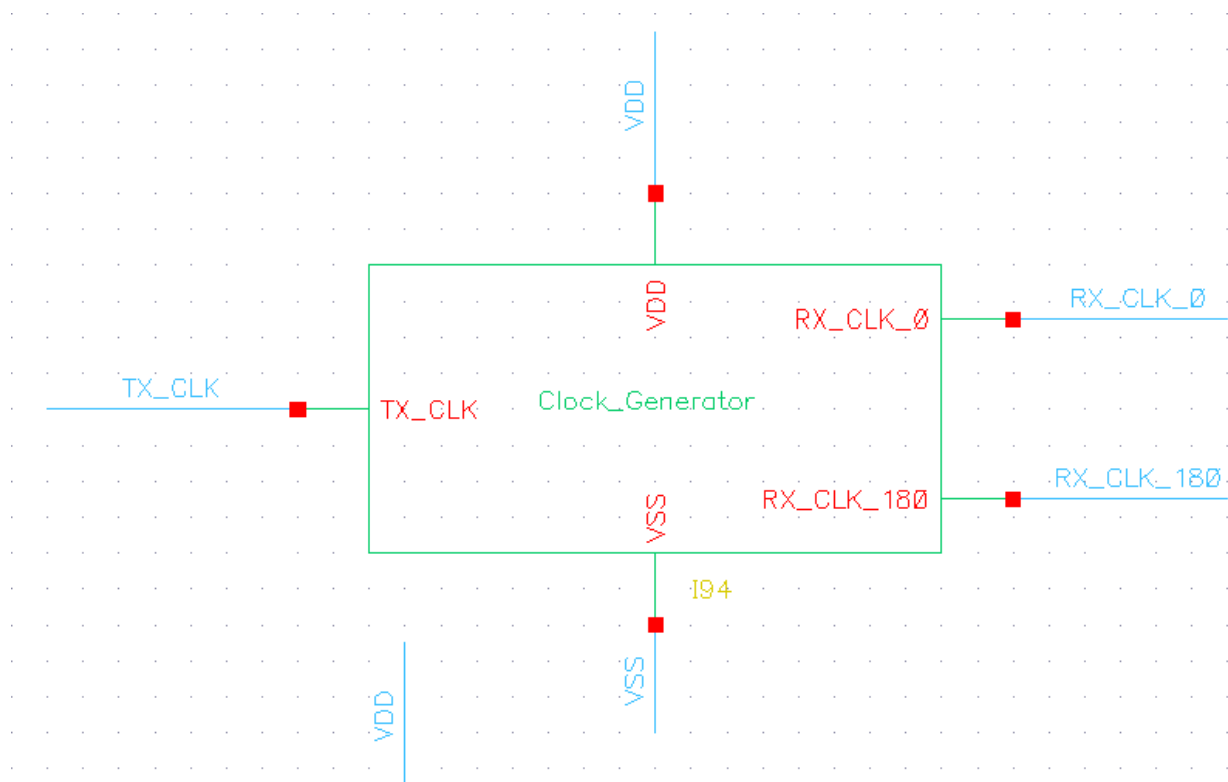 VDD
VDD
RX_CLK_0
RX_CLK_0
TX_CLK
TX_CLK
Clock_Generator
RX_CLK_180
RX_CLK_180
VSS
I94
VSS
VDD